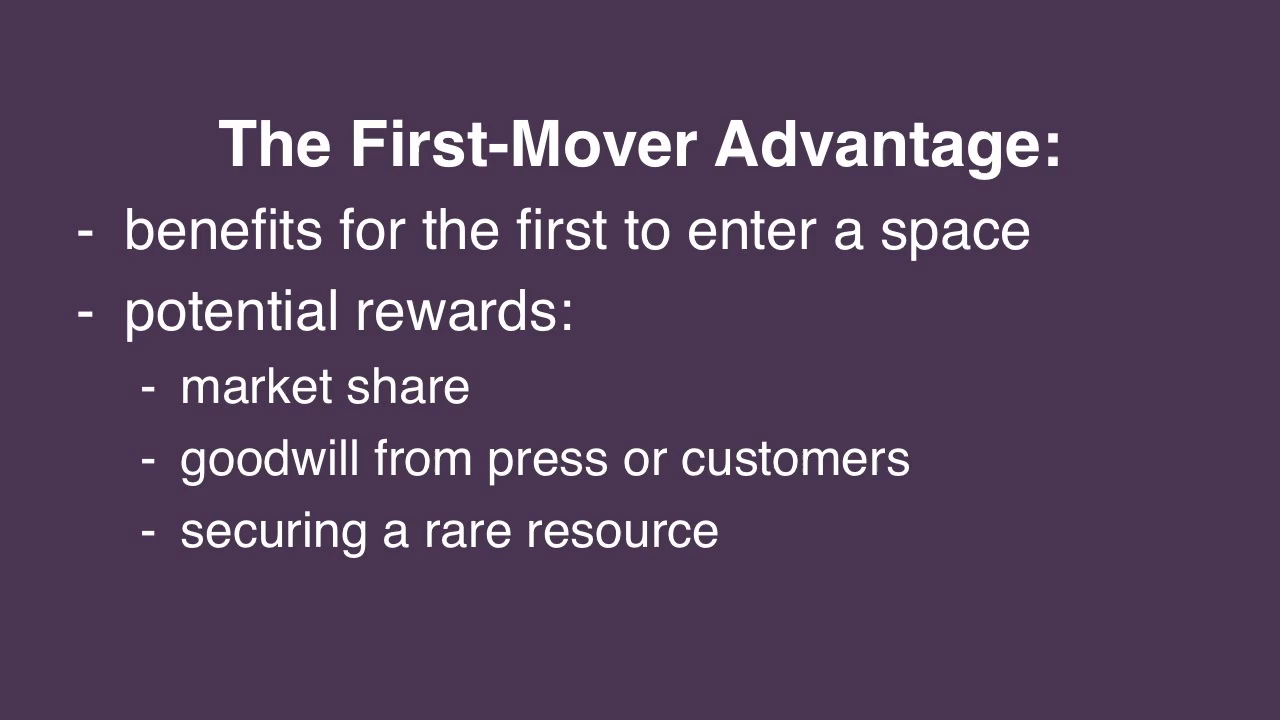 The First-Mover Advantage:
- benefits for the first to enter a space
- potential rewards:
- market share
- goodwill from press or customers
- securing a rare resource